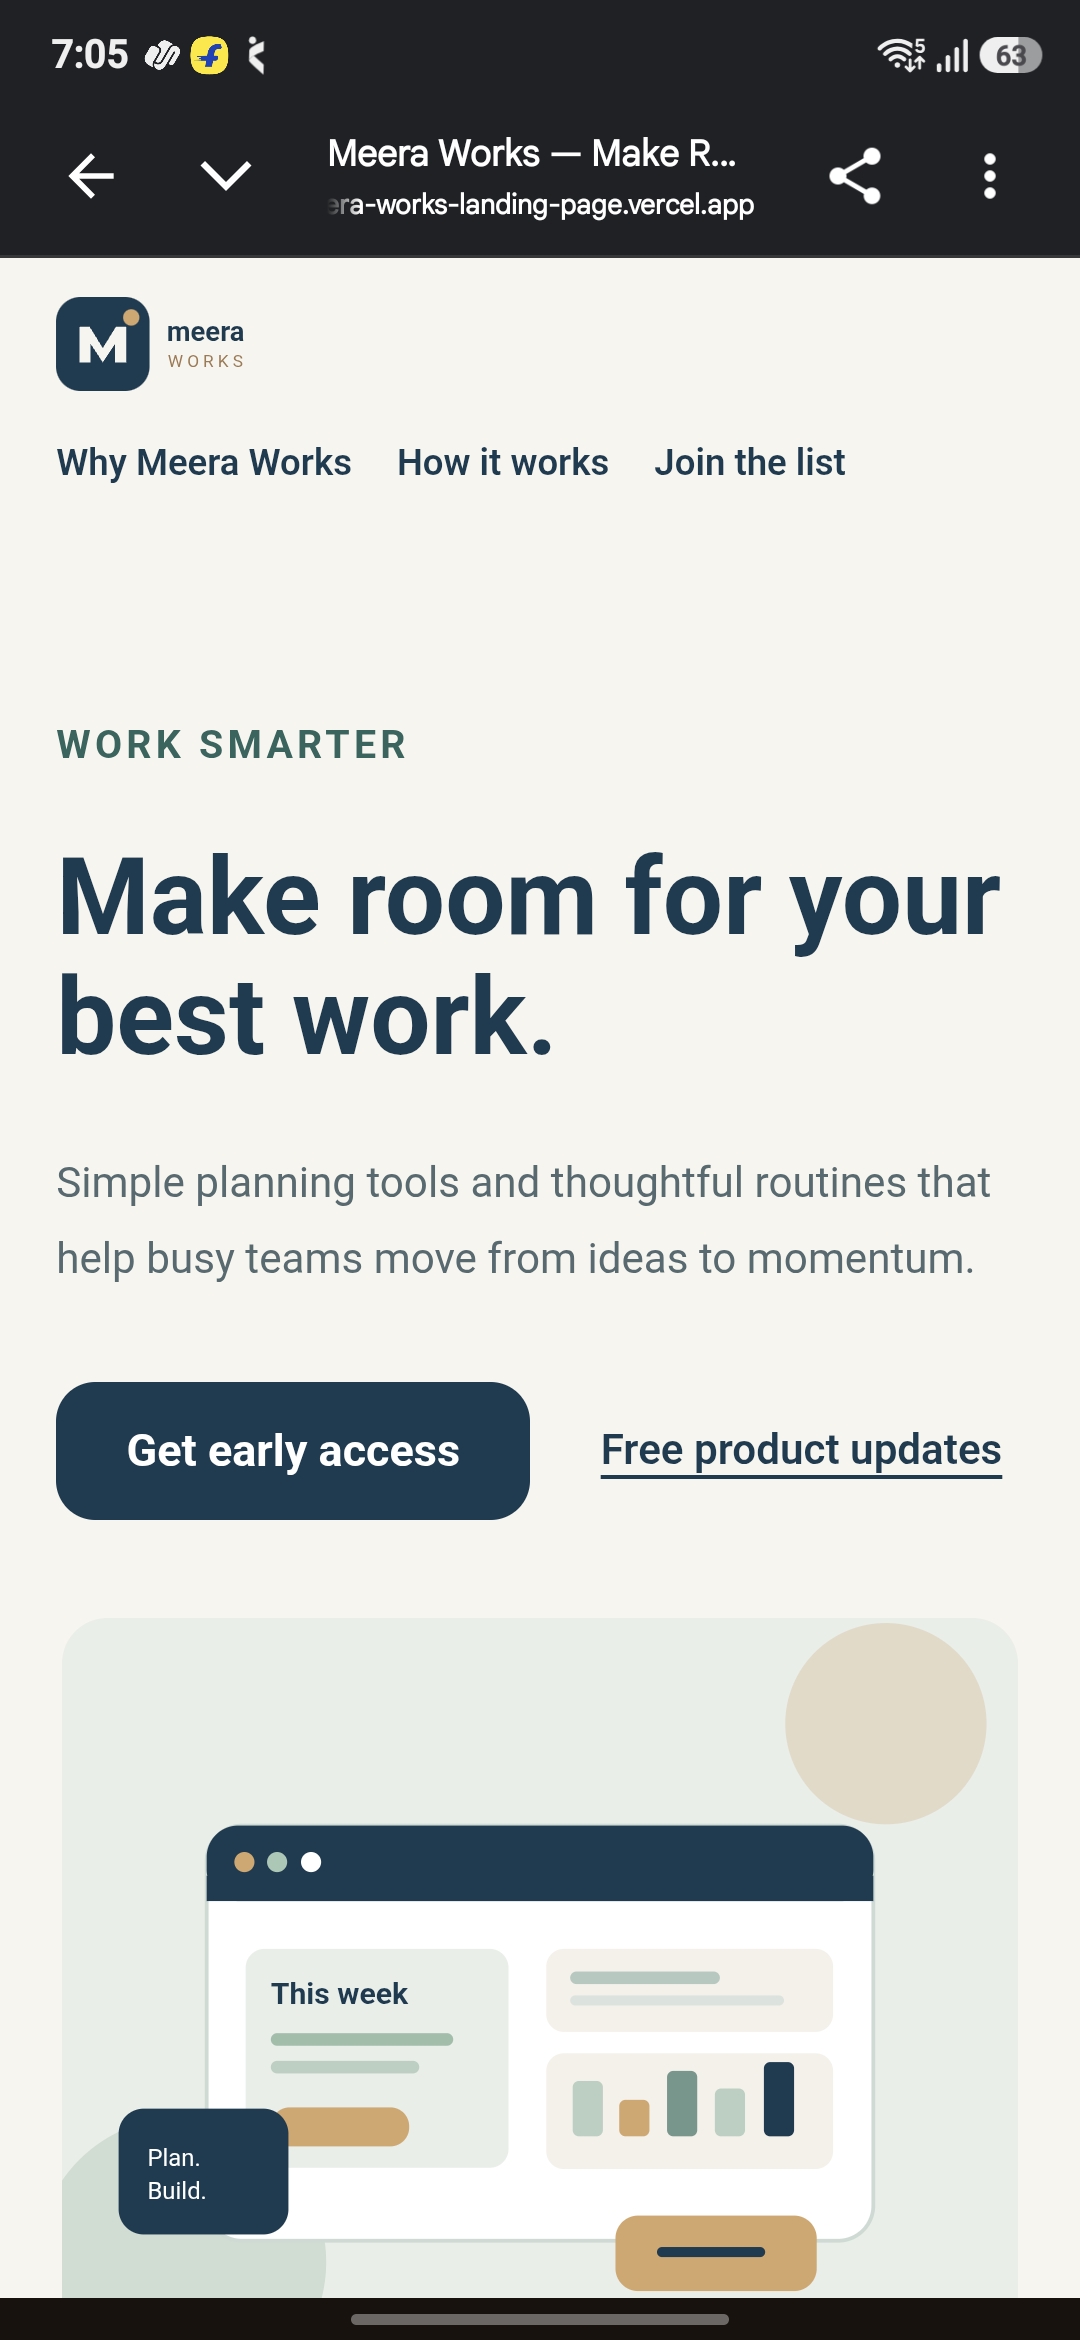 7:05
5
63
Meera Works — Make R...
era-works-landing-page.vercel.app
M
meera
WORKS
Why Meera Works How it works Join the list
WORK SMARTER
Make room for your
best work.
Simple planning tools and thoughtful routines that
help busy teams move from ideas to momentum.
Get early access Free product updates
This week
Plan.
Build.